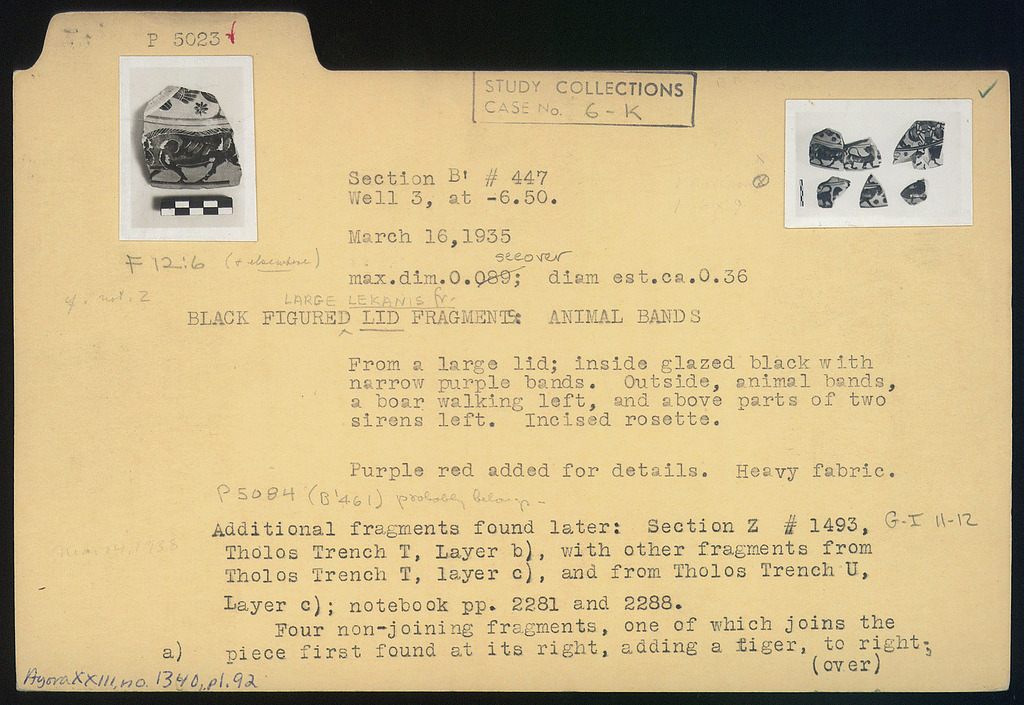 P 5023
STUDY COLLECTIONS
CASE No. 6-K
Section B' # 447
Well 3, at -6.50.
March 16,1935
F 12:6 (+ elsewhere)
see over
max.dim.0.089; diam est.ca.0.36
LARGE LEKANIS fr.
BLACK FIGURED LID FRAGMENTS: ANIMAL BANDS
From a large lid; inside glazed black with
narrow purple bands. Outside, animal bands,
a boar walking left, and above parts of two
sirens left. Incised rosette.
Purple red added for details. Heavy fabric.
P 5084 (B'461) probably belongs -
Additional fragments found later: Section Z # 1493, G-I 11-12
Tholos Trench T, Layer b), with other fragments from
Tholos Trench T, layer c), and from Tholos Trench U,
Layer c); notebook pp. 2281 and 2288.
Four non-joining fragments, one of which joins the
a) piece first found at its right, adding a tiger, to right;
(over)
Agora XXIII, no. 1340, pl. 92